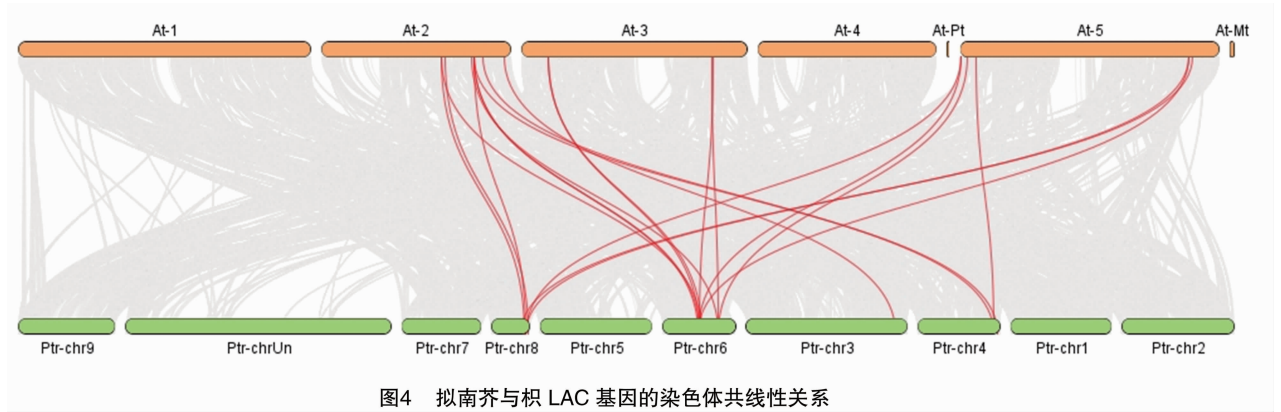 At-1 At-2 At-3 At-4 At-Pt At-5 At-Mt
Ptr-chr9 Ptr-chrUn Ptr-chr7 Ptr-chr8 Ptr-chr5 Ptr-chr6 Ptr-chr3 Ptr-chr4 Ptr-chr1 Ptr-chr2
图4 拟南芥与枳 LAC 基因的染色体共线性关系